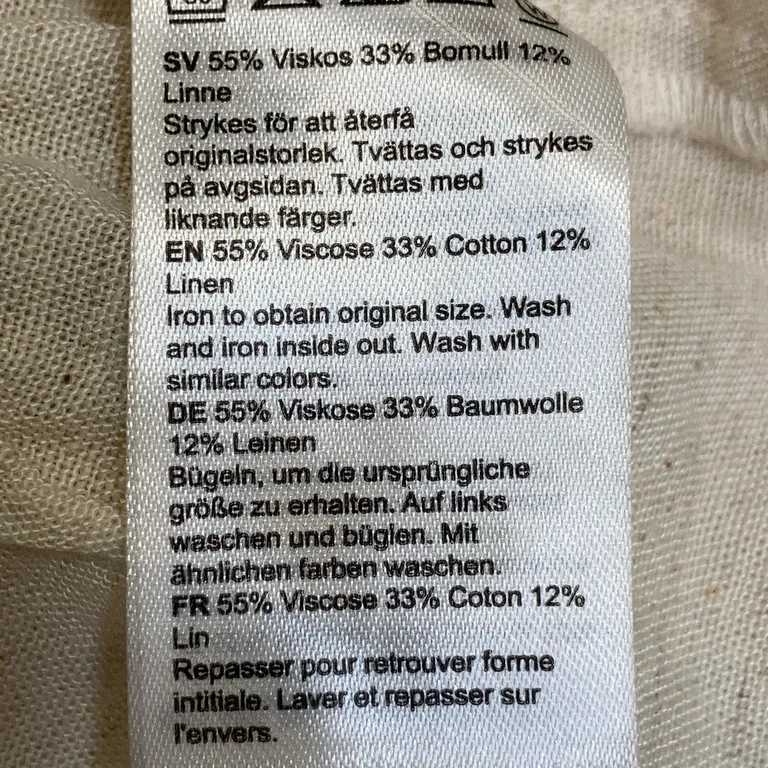 SV 55% Viskos 33% Bomull 12%
Linne
Strykes för att återfå
originalstorlek. Tvättas och strykes
på avgsidan. Tvättas med
liknande färger.
EN 55% Viscose 33% Cotton 12%
Linen
Iron to obtain original size. Wash
and iron inside out. Wash with
similar colors.
DE 55% Viskose 33% Baumwolle
12% Leinen
Bügeln, um die ursprüngliche
größe zu erhalten. Auf links
waschen und büglen. Mit
ähnlichen farben waschen.
FR 55% Viscose 33% Coton 12%
Lin
Repasser pour retrouver forme
intitiale. Laver et repasser sur
l'envers.